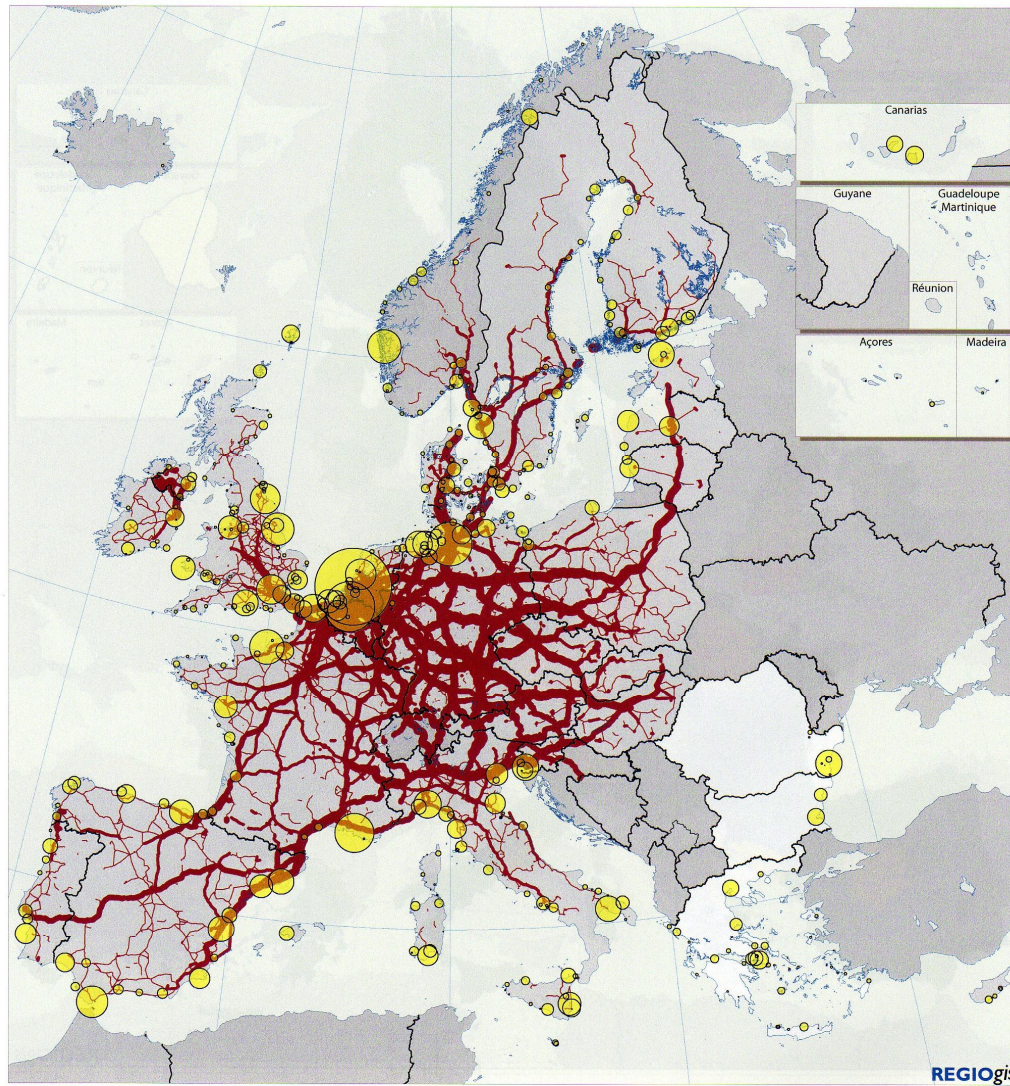 Canarias
Guyane
Guadeloupe
Martinique
Réunion
Açores
Madeira
REGIOgis